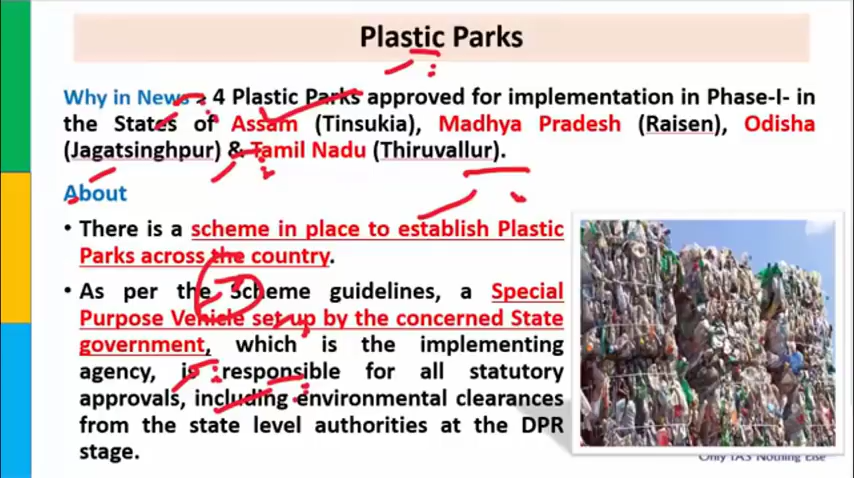 Plastic Parks
Why in News > 4 Plastic Parks approved for implementation in Phase-I- in
the States of Assam (Tinsukia), Madhya Pradesh (Raisen), Odisha
(Jagatsinghpur) & Tamil Nadu (Thiruvallur).
About
• There is a scheme in place to establish Plastic
Parks across the country.
• As per the Scheme guidelines, a Special
Purpose Vehicle set up by the concerned State
government, which is the implementing
agency, is responsible for all statutory
approvals, including environmental clearances
from the state level authorities at the DPR
stage.
Only IAS Nothing Else